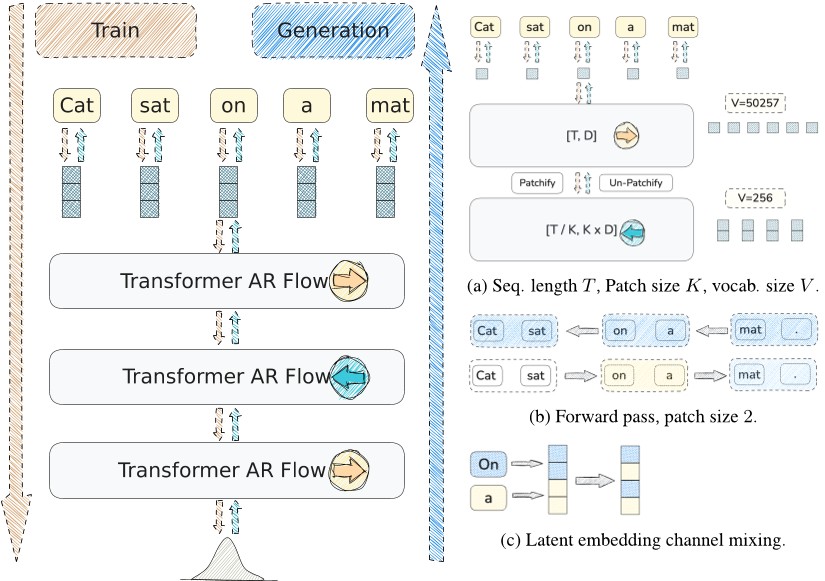 Train
Generation
Cat sat on a mat
Transformer AR Flow
Transformer AR Flow
Transformer AR Flow
Cat sat on a mat
[T, D]
V=50257
Patchify
Un-Patchify
[T / K, K x D]
V=256
(a) Seq. length T, Patch size K, vocab. size V.
Cat sat on a mat .
Cat sat on a mat .
(b) Forward pass, patch size 2.
On
a
(c) Latent embedding channel mixing.